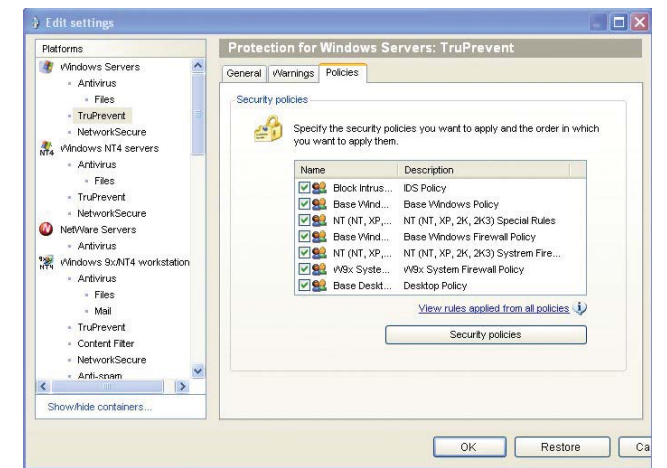 Edit settings
Platforms
Windows Servers
Antivirus
Files
TruPrevent
NetworkSecure
Windows NT4 servers
Antivirus
Files
TruPrevent
NetworkSecure
NetWare Servers
Antivirus
Windows 9x/NT4 workstation
Antivirus
Files
Mail
TruPrevent
Content Filter
NetworkSecure
Anti-spam
Show/hide containers...
Protection for Windows Servers: TruPrevent
General Warnings Policies
Security policies
Specify the security policies you want to apply and the order in which
you want to apply them.
Name Description
Block Intrus... IDS Policy
Base Wind... Base Windows Policy
NT (NT, XP,... NT (NT, XP, 2K, 2K3) Special Rules
Base Wind... Base Windows Firewall Policy
NT (NT, XP,... NT (NT, XP, 2K, 2K3) Systrem Fire...
W9x Syste... W9x System Firewall Policy
Base Deskt... Desktop Policy
View rules applied from all policies
Security policies
OK Restore Ca